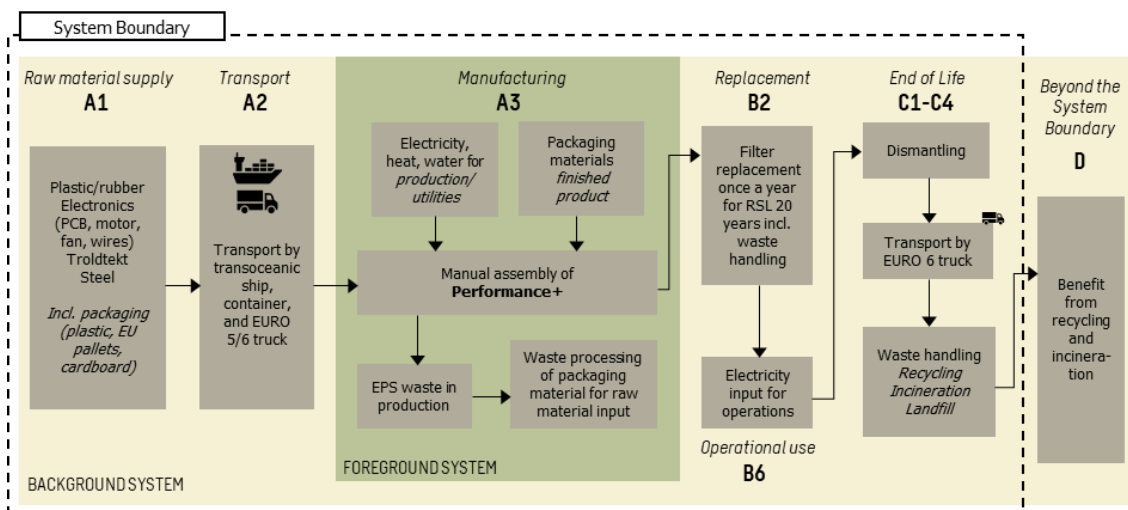 System Boundary
Raw material supply
A1
Plastic/rubber
Electronics
(PCB, motor,
fan, wires)
Troldtekt
Steel
Incl. packaging
(plastic, EU
pallets,
cardboard)
Transport
A2
Transport by
transoceanic
ship,
container,
and EURO
5/6 truck
Manufacturing
A3
Electricity,
heat, water for
production/
utilities
Packaging
materials
finished
product
Manual assembly of
Performance+
EPS waste in
production
Waste processing
of packaging
material for raw
material input
FOREGROUND SYSTEM
BACKGROUND SYSTEM
Replacement
B2
Filter
replacement
once a year
for RSL 20
years incl.
waste
handling
Electricity
input for
operations
Operational use
B6
End of Life
C1-C4
Dismantling
Transport by
EURO 6 truck
Waste handling
Recycling
Incineration
Landfill
Beyond the
System
Boundary
D
Benefit
from
recycling
and
incinera-
tion